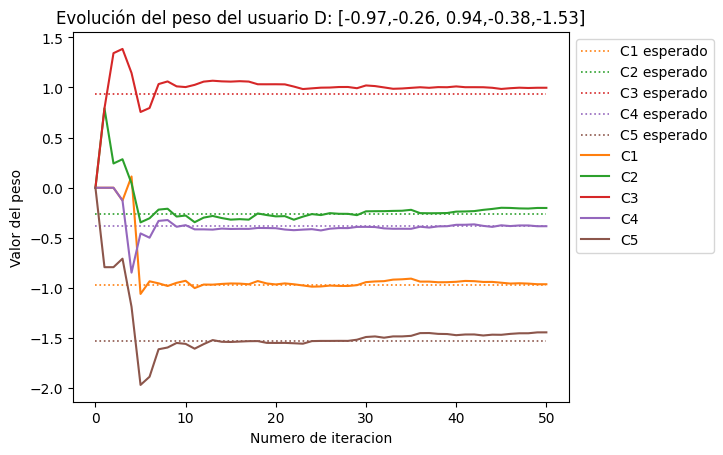 Evolución del peso del usuario D: [-0.97,-0.26, 0.94,-0.38,-1.53]
1.5
1.0
0.5
0.0
−0.5
−1.0
−1.5
−2.0
Valor del peso
0
10
20
30
40
50
Numero de iteracion
C1 esperado
C2 esperado
C3 esperado
C4 esperado
C5 esperado
C1
C2
C3
C4
C5